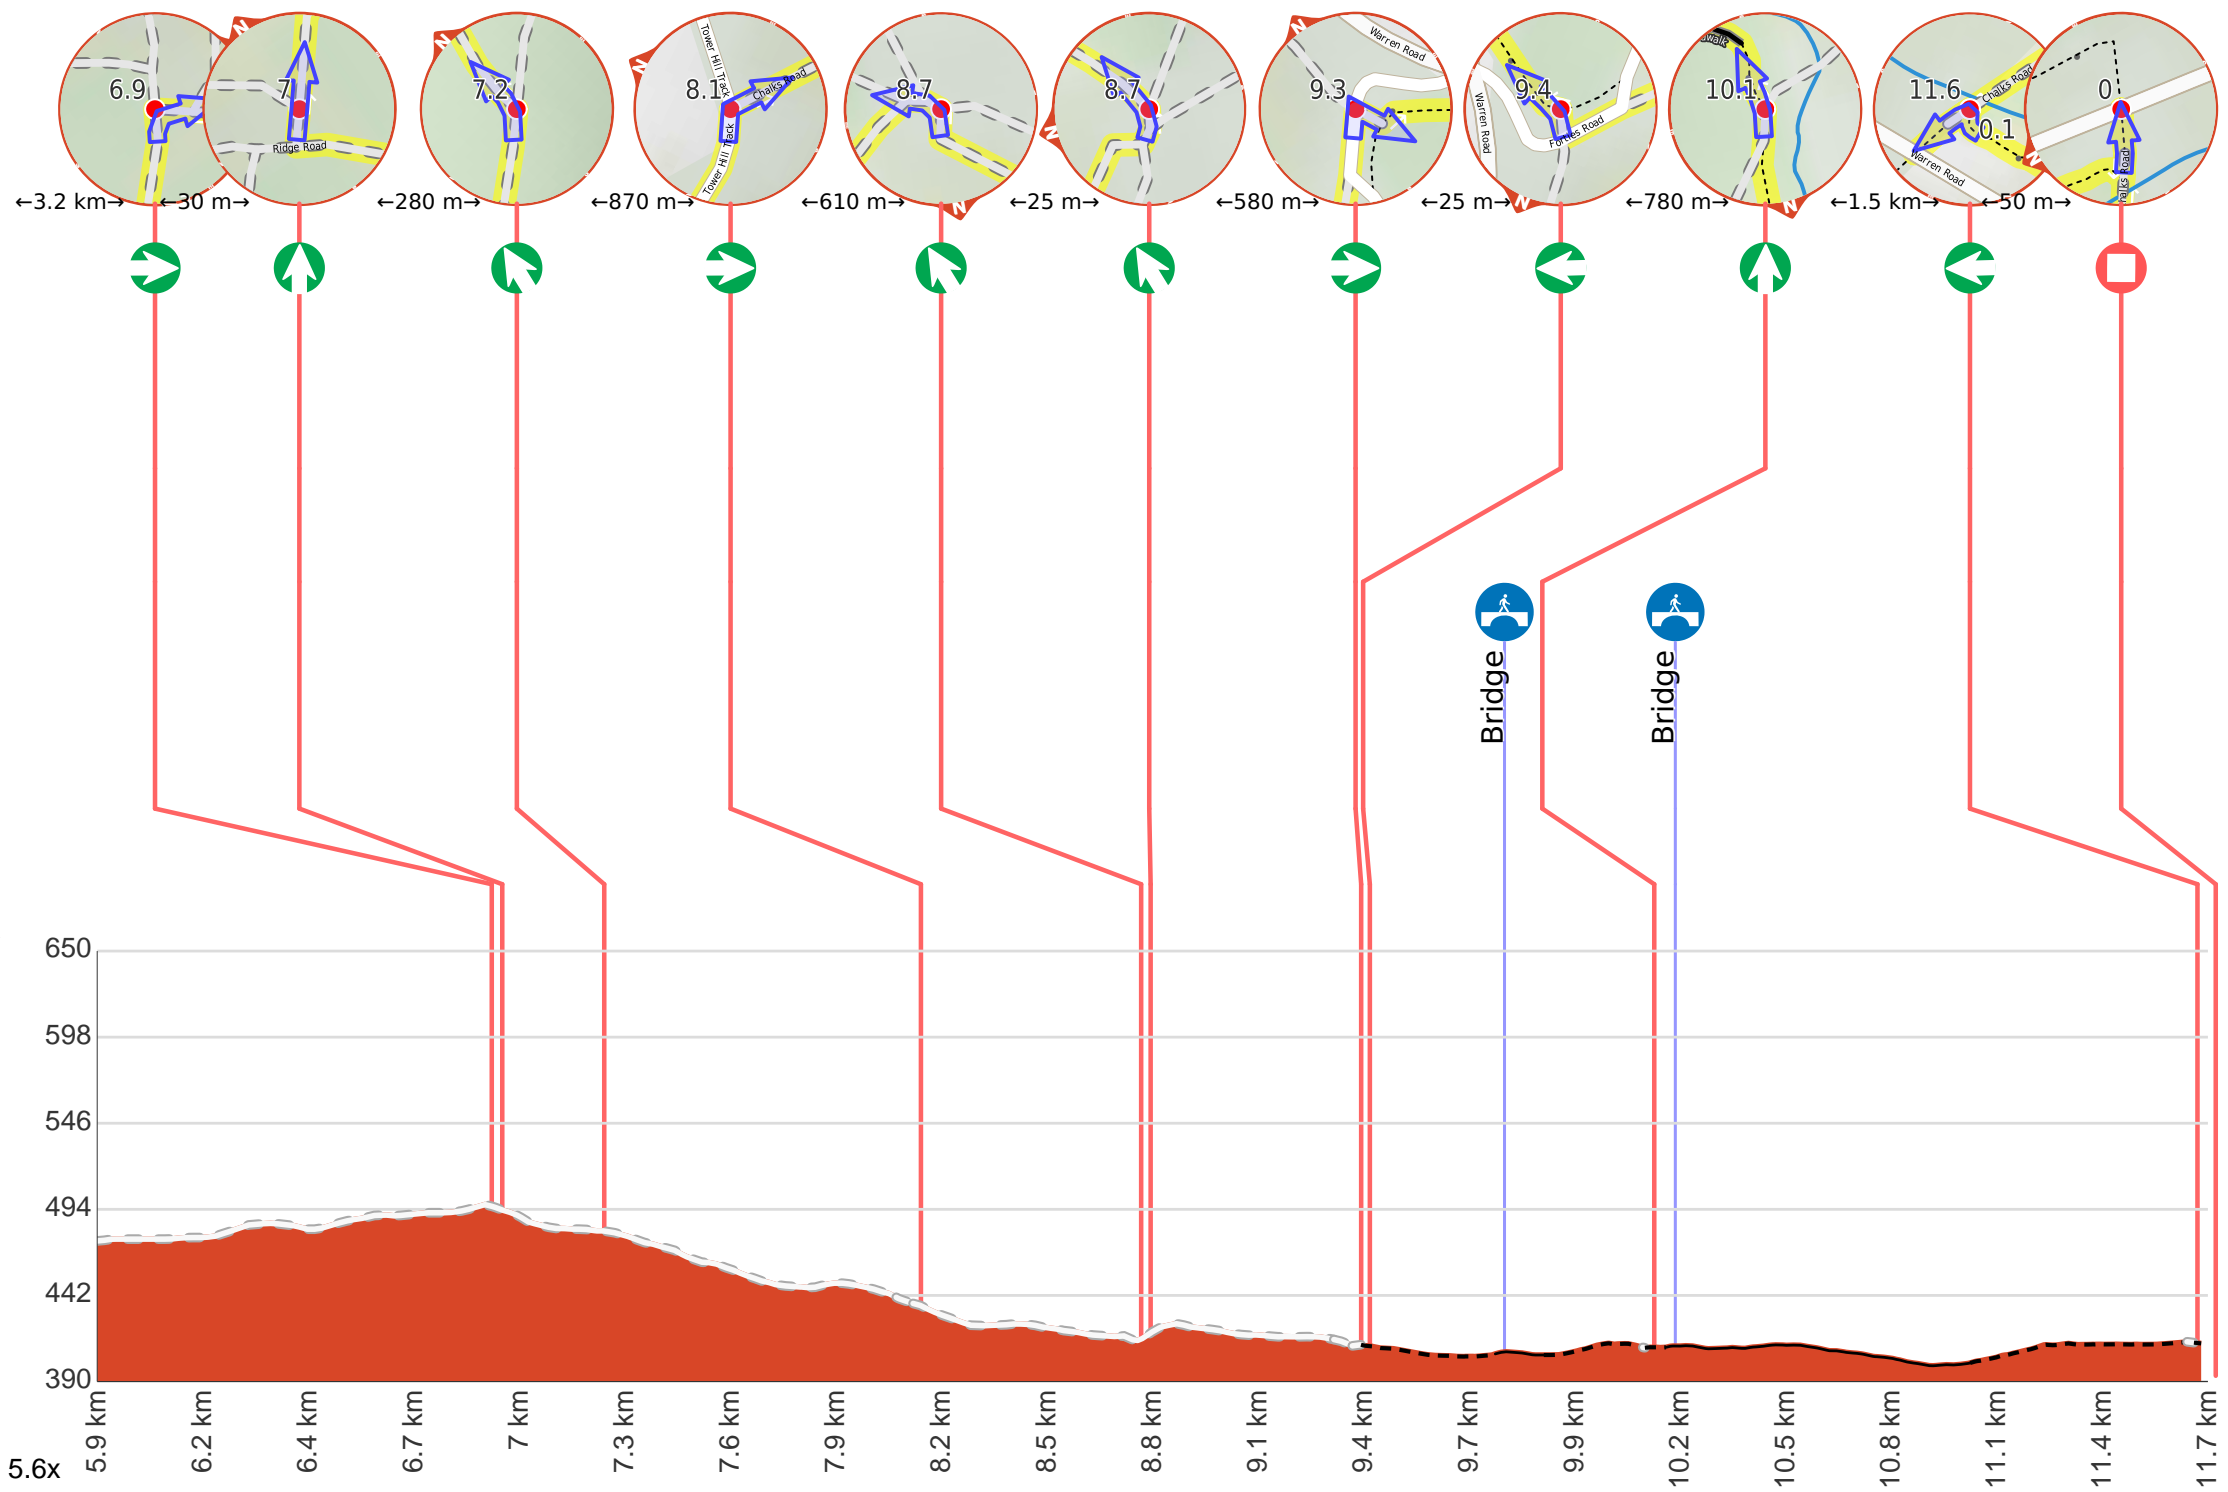 6.9
7
7.2
8.1
8.7
8.7
9.3
9.4
10.1
11.6
0.1
0
N
N
N
N
N
N
N
N
N
Ridge Road
Tower Hill Track
Chalks Road
Tower Hill Track
Warren Road
Warren Road
Forties Road
Chalks Road
Warren Road
←3.2 km→
←30 m→
←280 m→
←870 m→
←610 m→
←25 m→
←580 m→
←25 m→
←780 m→
←1.5 km→
←50 m→
Bridge
Bridge
650
598
546
494
442
390
5.9 km
6.2 km
6.4 km
6.7 km
7 km
7.3 km
7.6 km
7.9 km
8.2 km
8.5 km
8.8 km
9.1 km
9.4 km
9.7 km
9.9 km
10.2 km
10.5 km
10.8 km
11.1 km
11.4 km
11.7 km
5.6x